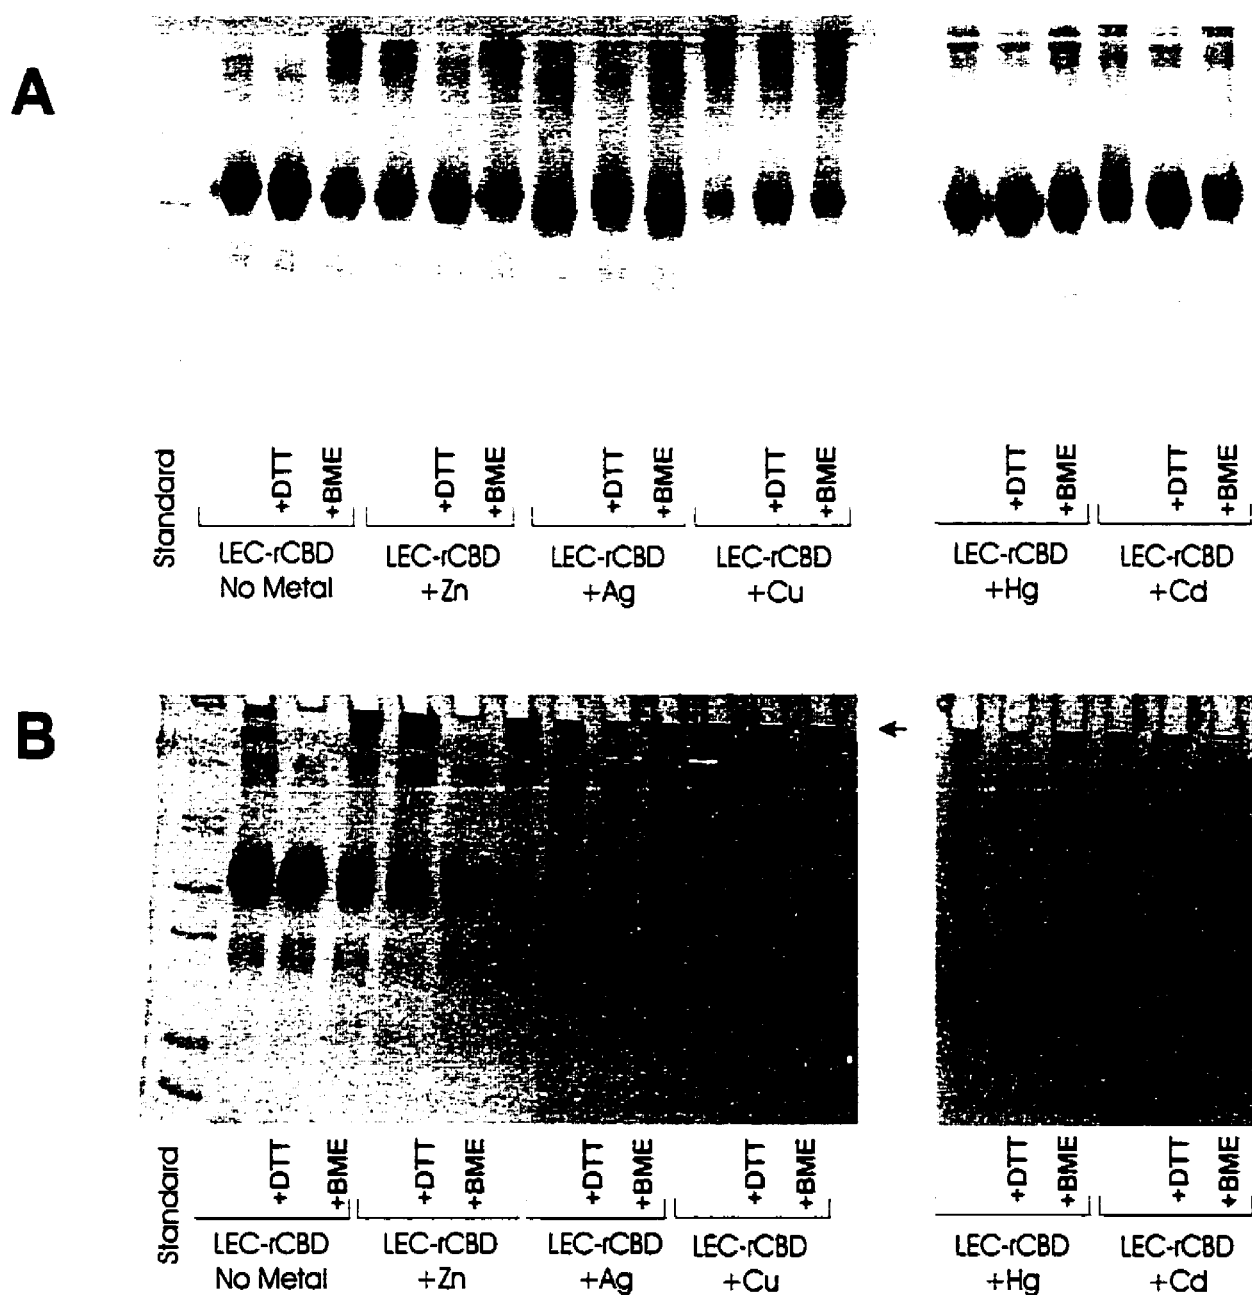 A
Standard
+DTT
+BME
+DTT
+BME
+DTT
+BME
+DTT
+BME
+DTT
+BME
+DTT
+BME
LEC-rCBD
No Metal
LEC-rCBD
+Zn
LEC-rCBD
+Ag
LEC-rCBD
+Cu
LEC-rCBD
+Hg
LEC-rCBD
+Cd
B
Standard
+DTT
+BME
+DTT
+BME
+DTT
+BME
+DTT
+BME
+DTT
+BME
+DTT
+BME
LEC-rCBD
No Metal
LEC-rCBD
+Zn
LEC-rCBD
+Ag
LEC-rCBD
+Cu
LEC-rCBD
+Hg
LEC-rCBD
+Cd